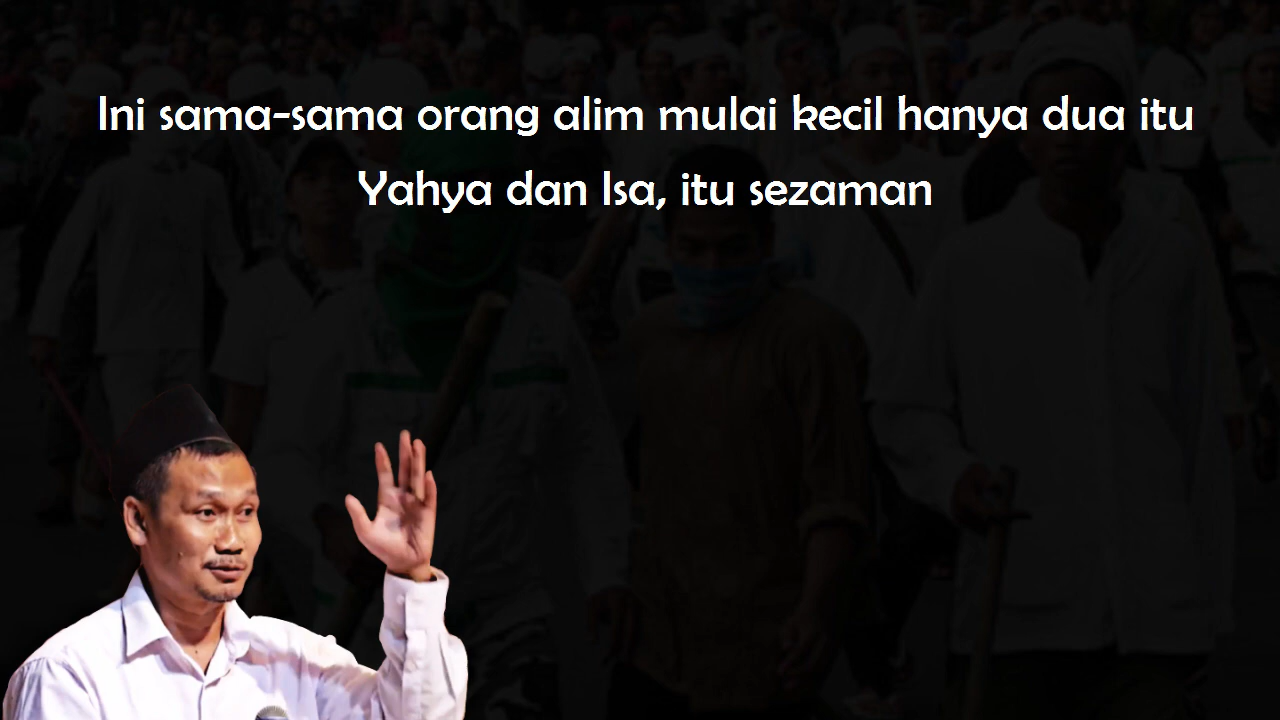 Ini sama-sama orang alim mulai kecil hanya dua itu
Yahya dan Isa, itu sezaman